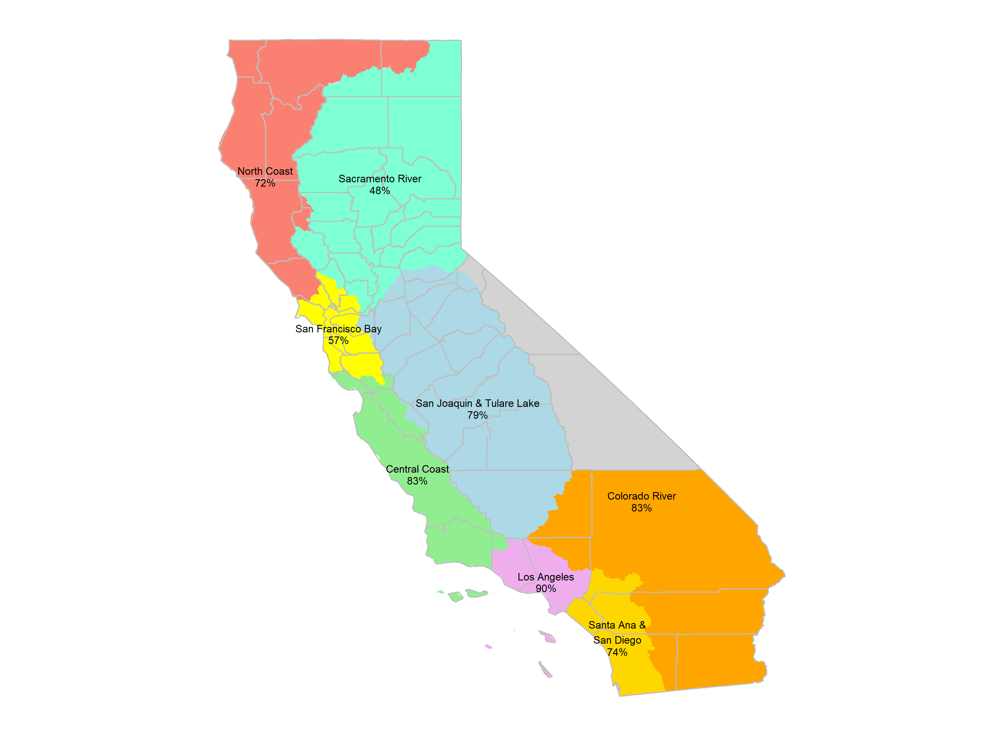 North Coast
72%
Sacramento River
48%
San Francisco Bay
57%
San Joaquin & Tulare Lake
79%
Central Coast
83%
Colorado River
83%
Los Angeles
90%
Santa Ana &
San Diego
74%